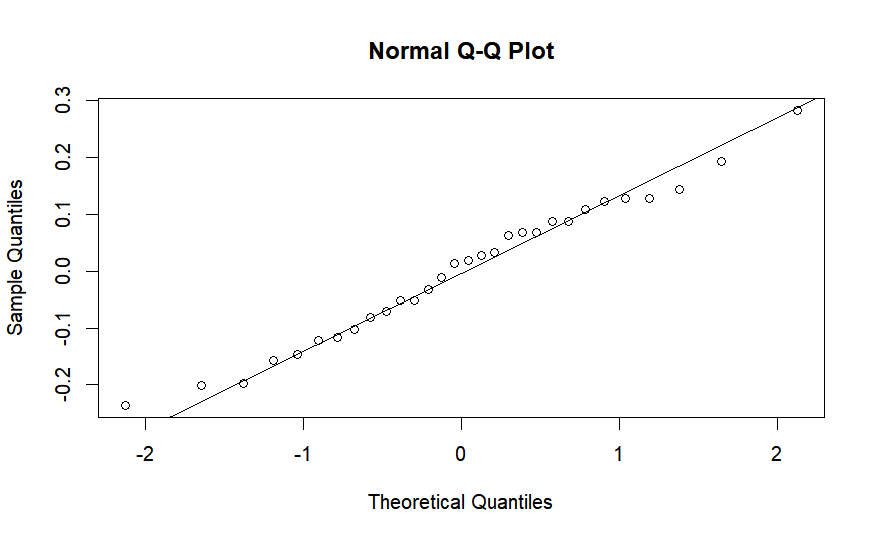 Normal Q-Q Plot
Sample Quantiles
0.3
0.2
0.1
0.0
-0.1
-0.2
-2 -1 0 1 2
Theoretical Quantiles